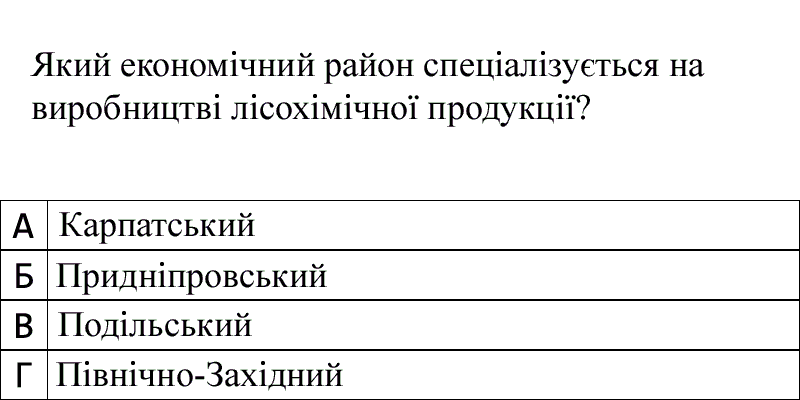 Який економічний район спеціалізується на
виробництві лісохімічної продукції?
А Карпатський
Б Придніпровський
В Подільський
Г Північно-Західний